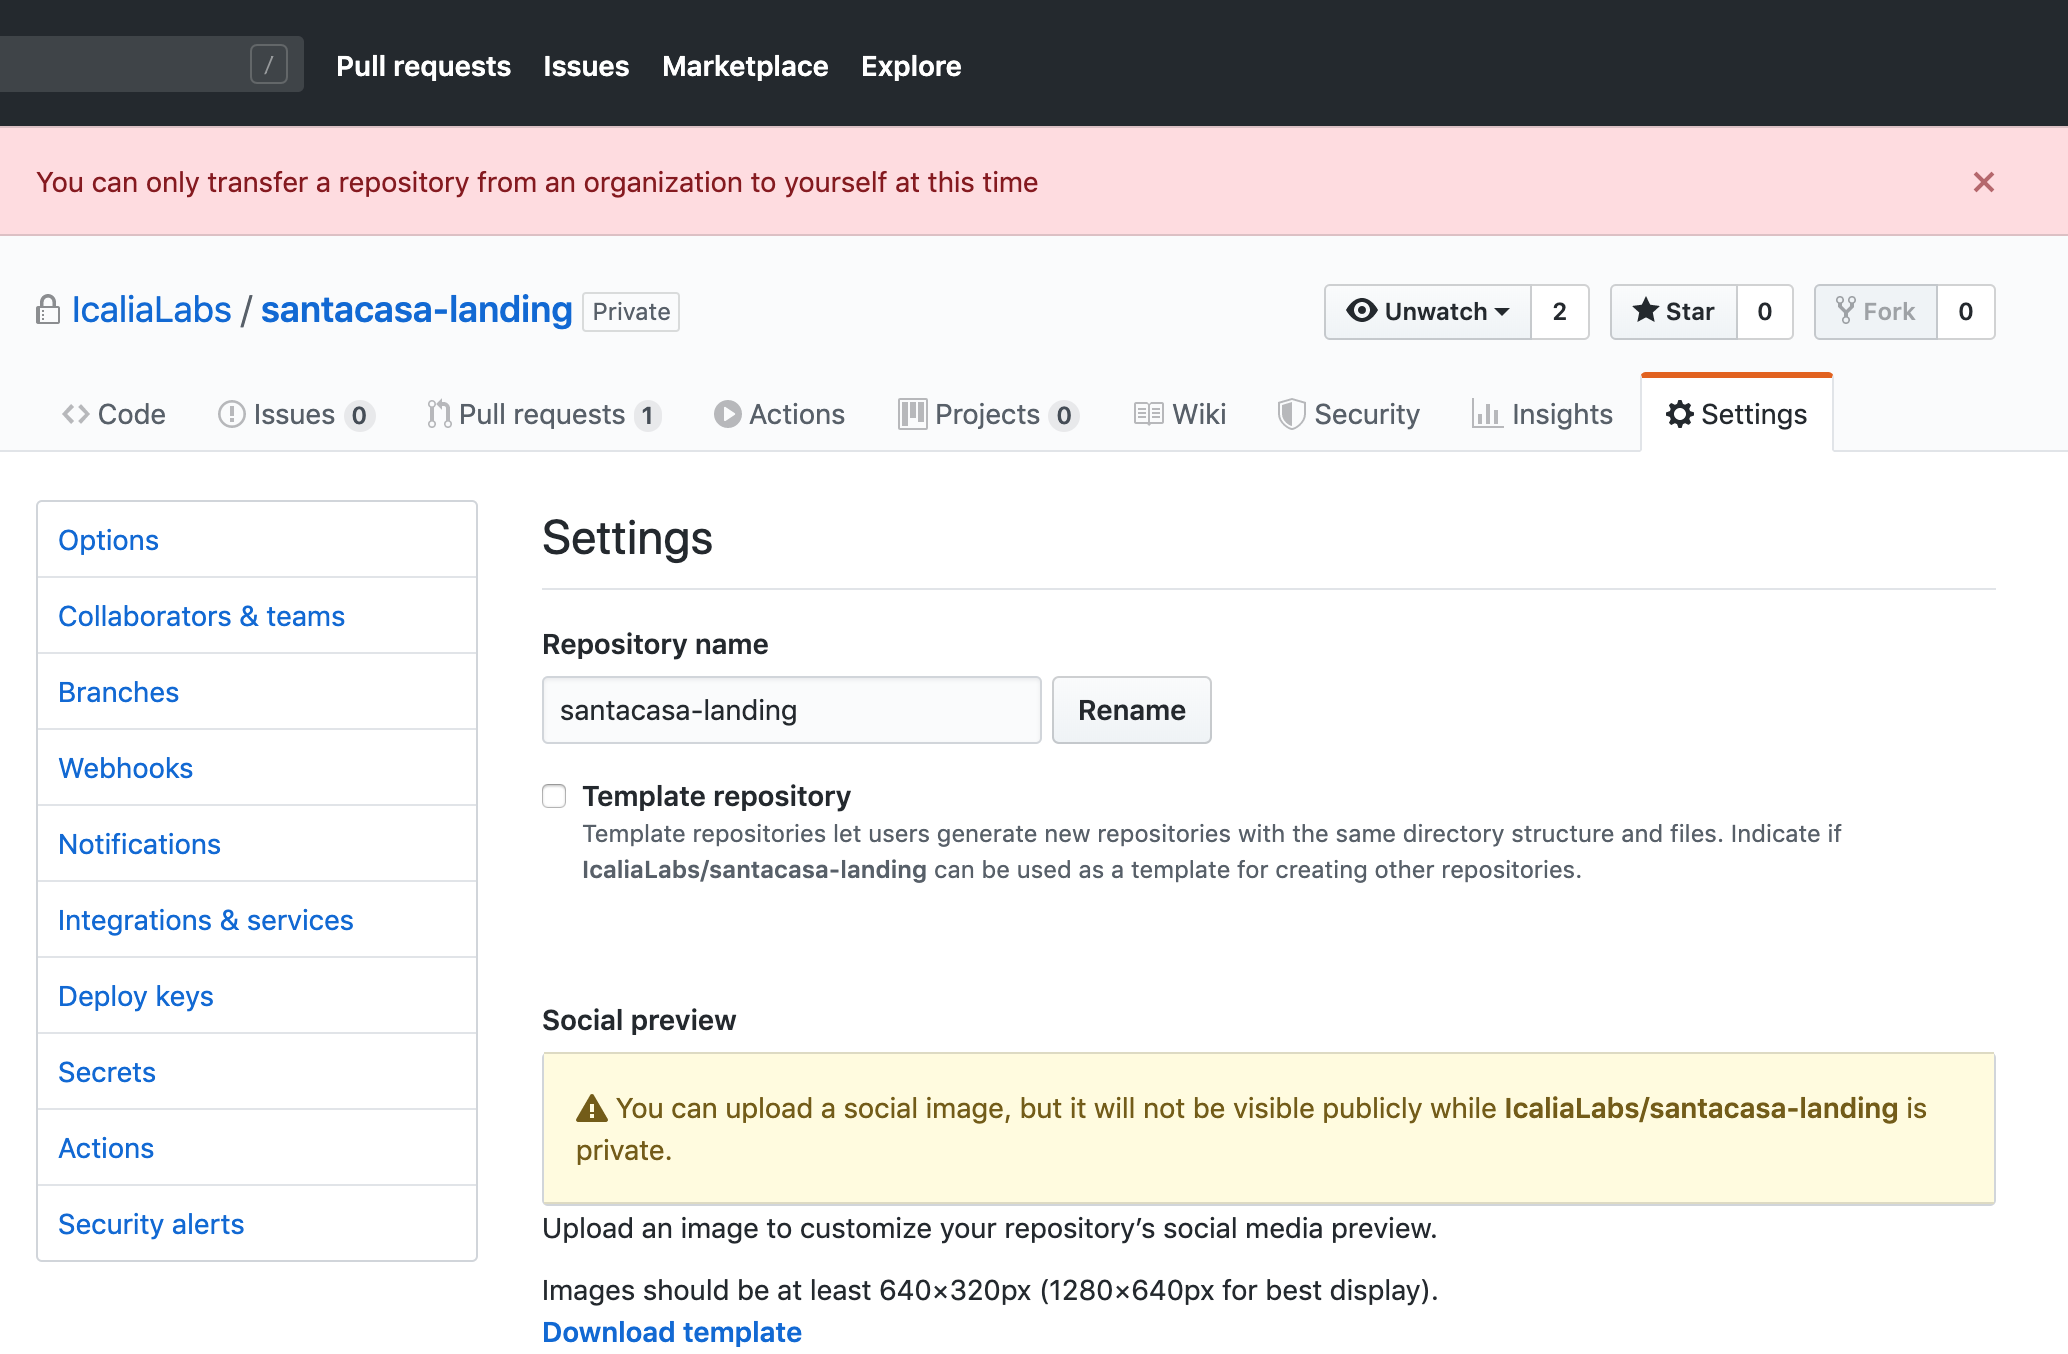 / Pull requests Issues Marketplace Explore
You can only transfer a repository from an organization to yourself at this time
IcaliaLabs / santacasa-landing Private Unwatch 2 Star 0 Fork 0
Code Issues 0 Pull requests 1 Actions Projects 0 Wiki Security Insights Settings
Options
Collaborators & teams
Branches
Webhooks
Notifications
Integrations & services
Deploy keys
Secrets
Actions
Security alerts
Settings
Repository name
santacasa-landing Rename
Template repository
Template repositories let users generate new repositories with the same directory structure and files. Indicate if
IcaliaLabs/santacasa-landing can be used as a template for creating other repositories.
Social preview
You can upload a social image, but it will not be visible publicly while IcaliaLabs/santacasa-landing is
private.
Upload an image to customize your repository’s social media preview.
Images should be at least 640×320px (1280×640px for best display).
Download template